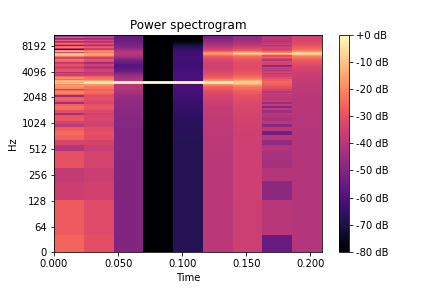 Power spectrogram
8192
4096
2048
1024
512
256
128
64
0
Hz
0.000 0.050 0.100 0.150 0.200
Time
+0 dB
-10 dB
-20 dB
-30 dB
-40 dB
-50 dB
-60 dB
-70 dB
-80 dB